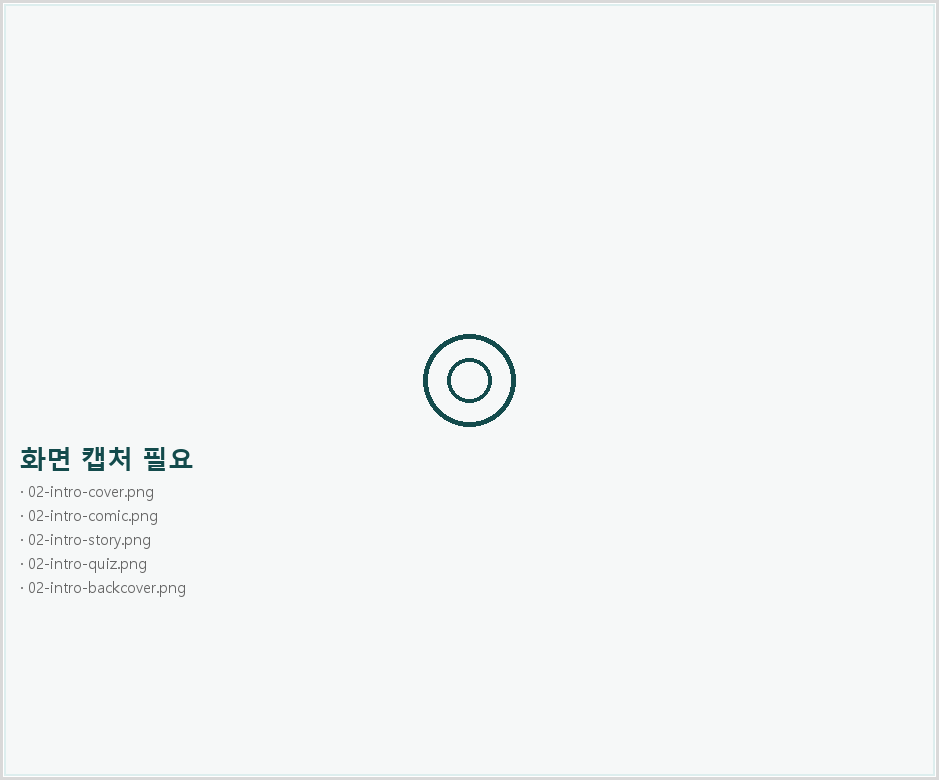 화면 캡처 필요
· 02-intro-cover.png
· 02-intro-comic.png
· 02-intro-story.png
· 02-intro-quiz.png
· 02-intro-backcover.png